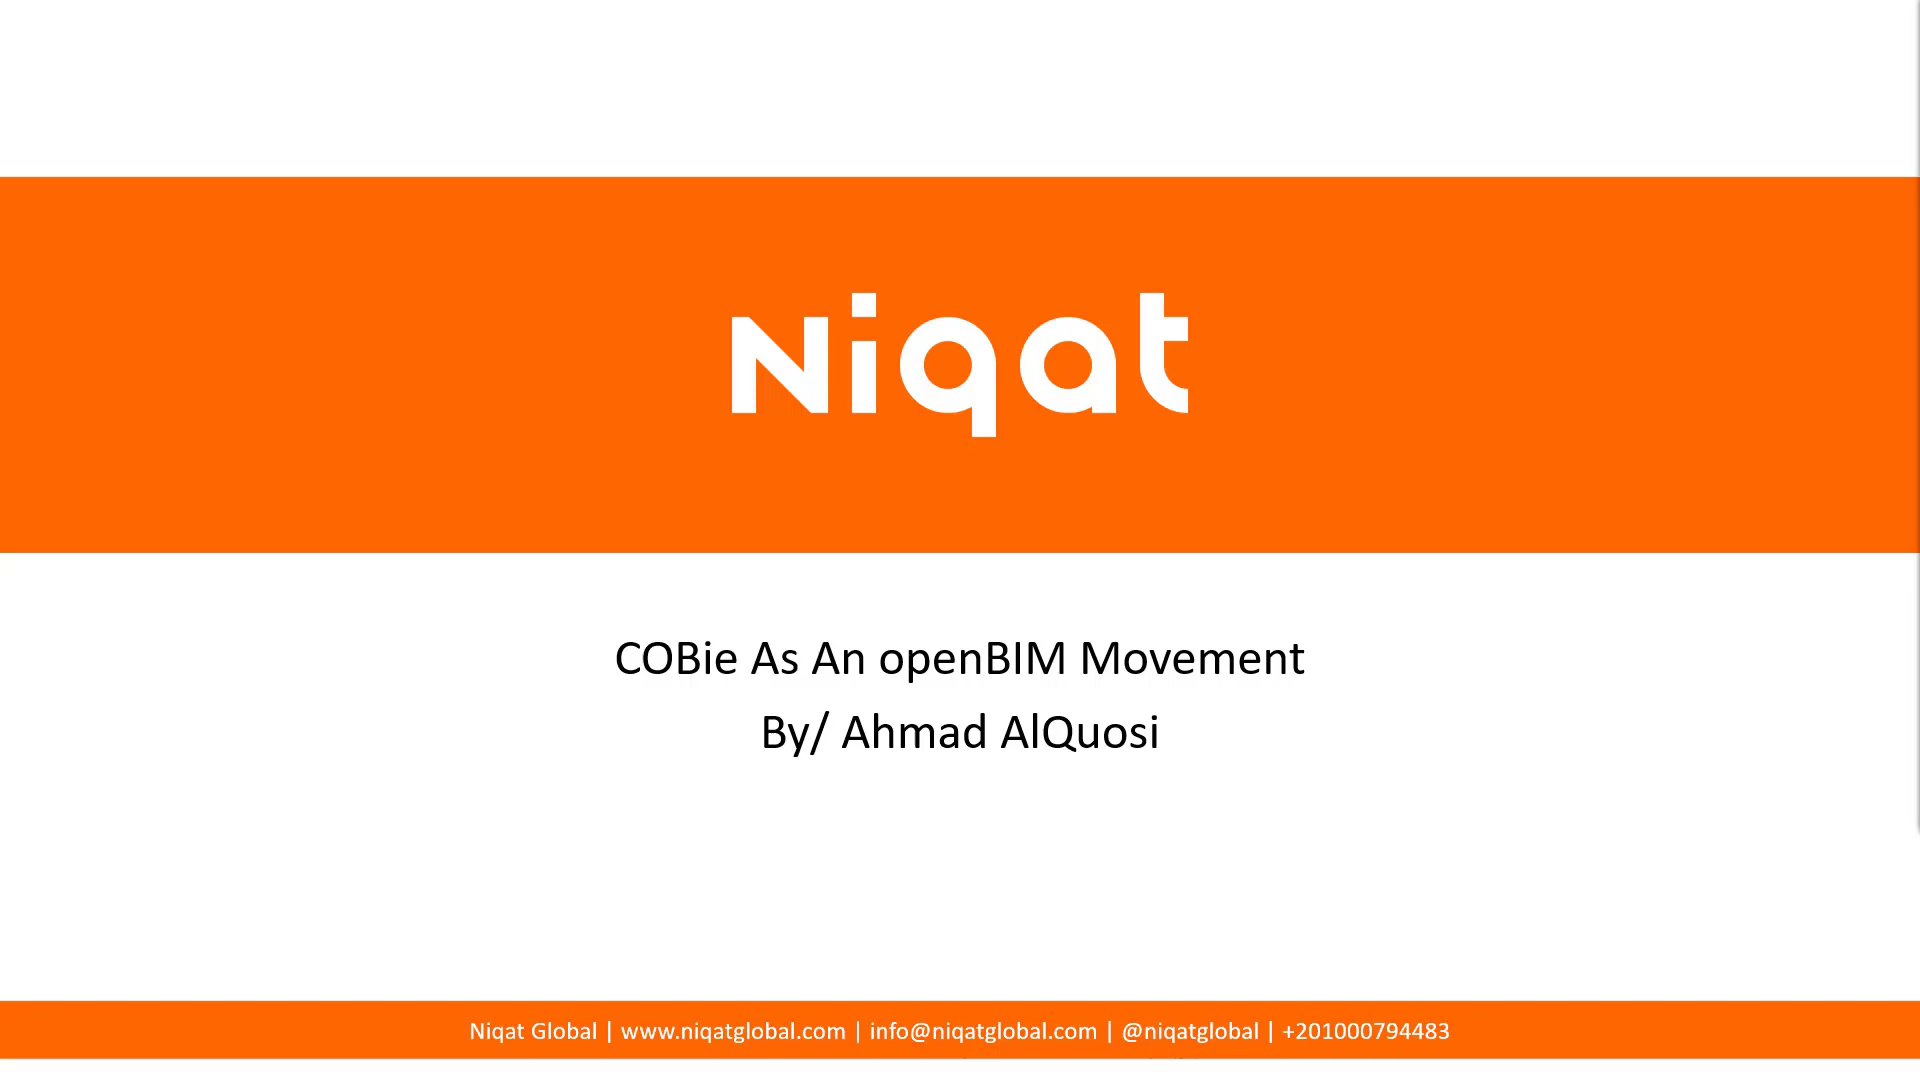 Niqat
COBie As An openBIM Movement
By/ Ahmad AlQuosi
Niqat Global | www.niqatglobal.com | info@niqatglobal.com | @niqatglobal | +201000794483